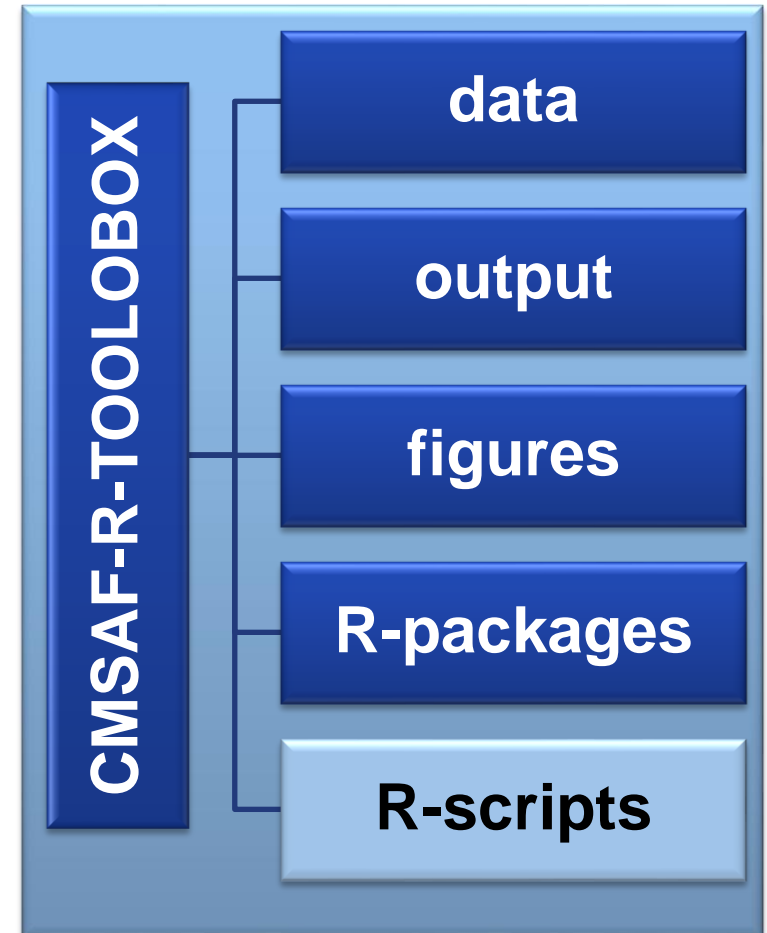 CMSAF-R-TOOLOBOX
data
output
figures
R-packages
R-scripts